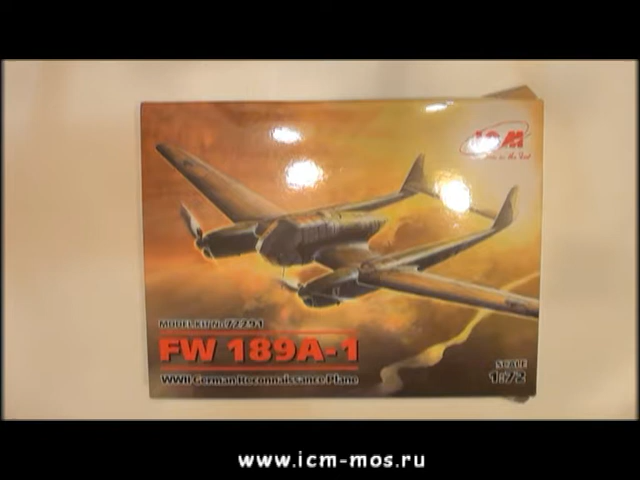 ICM
MODEL KIT No 72291
FW 189A-1
WWII German Reconnaissance Plane
SCALE
1:72
www.icm-mos.ru